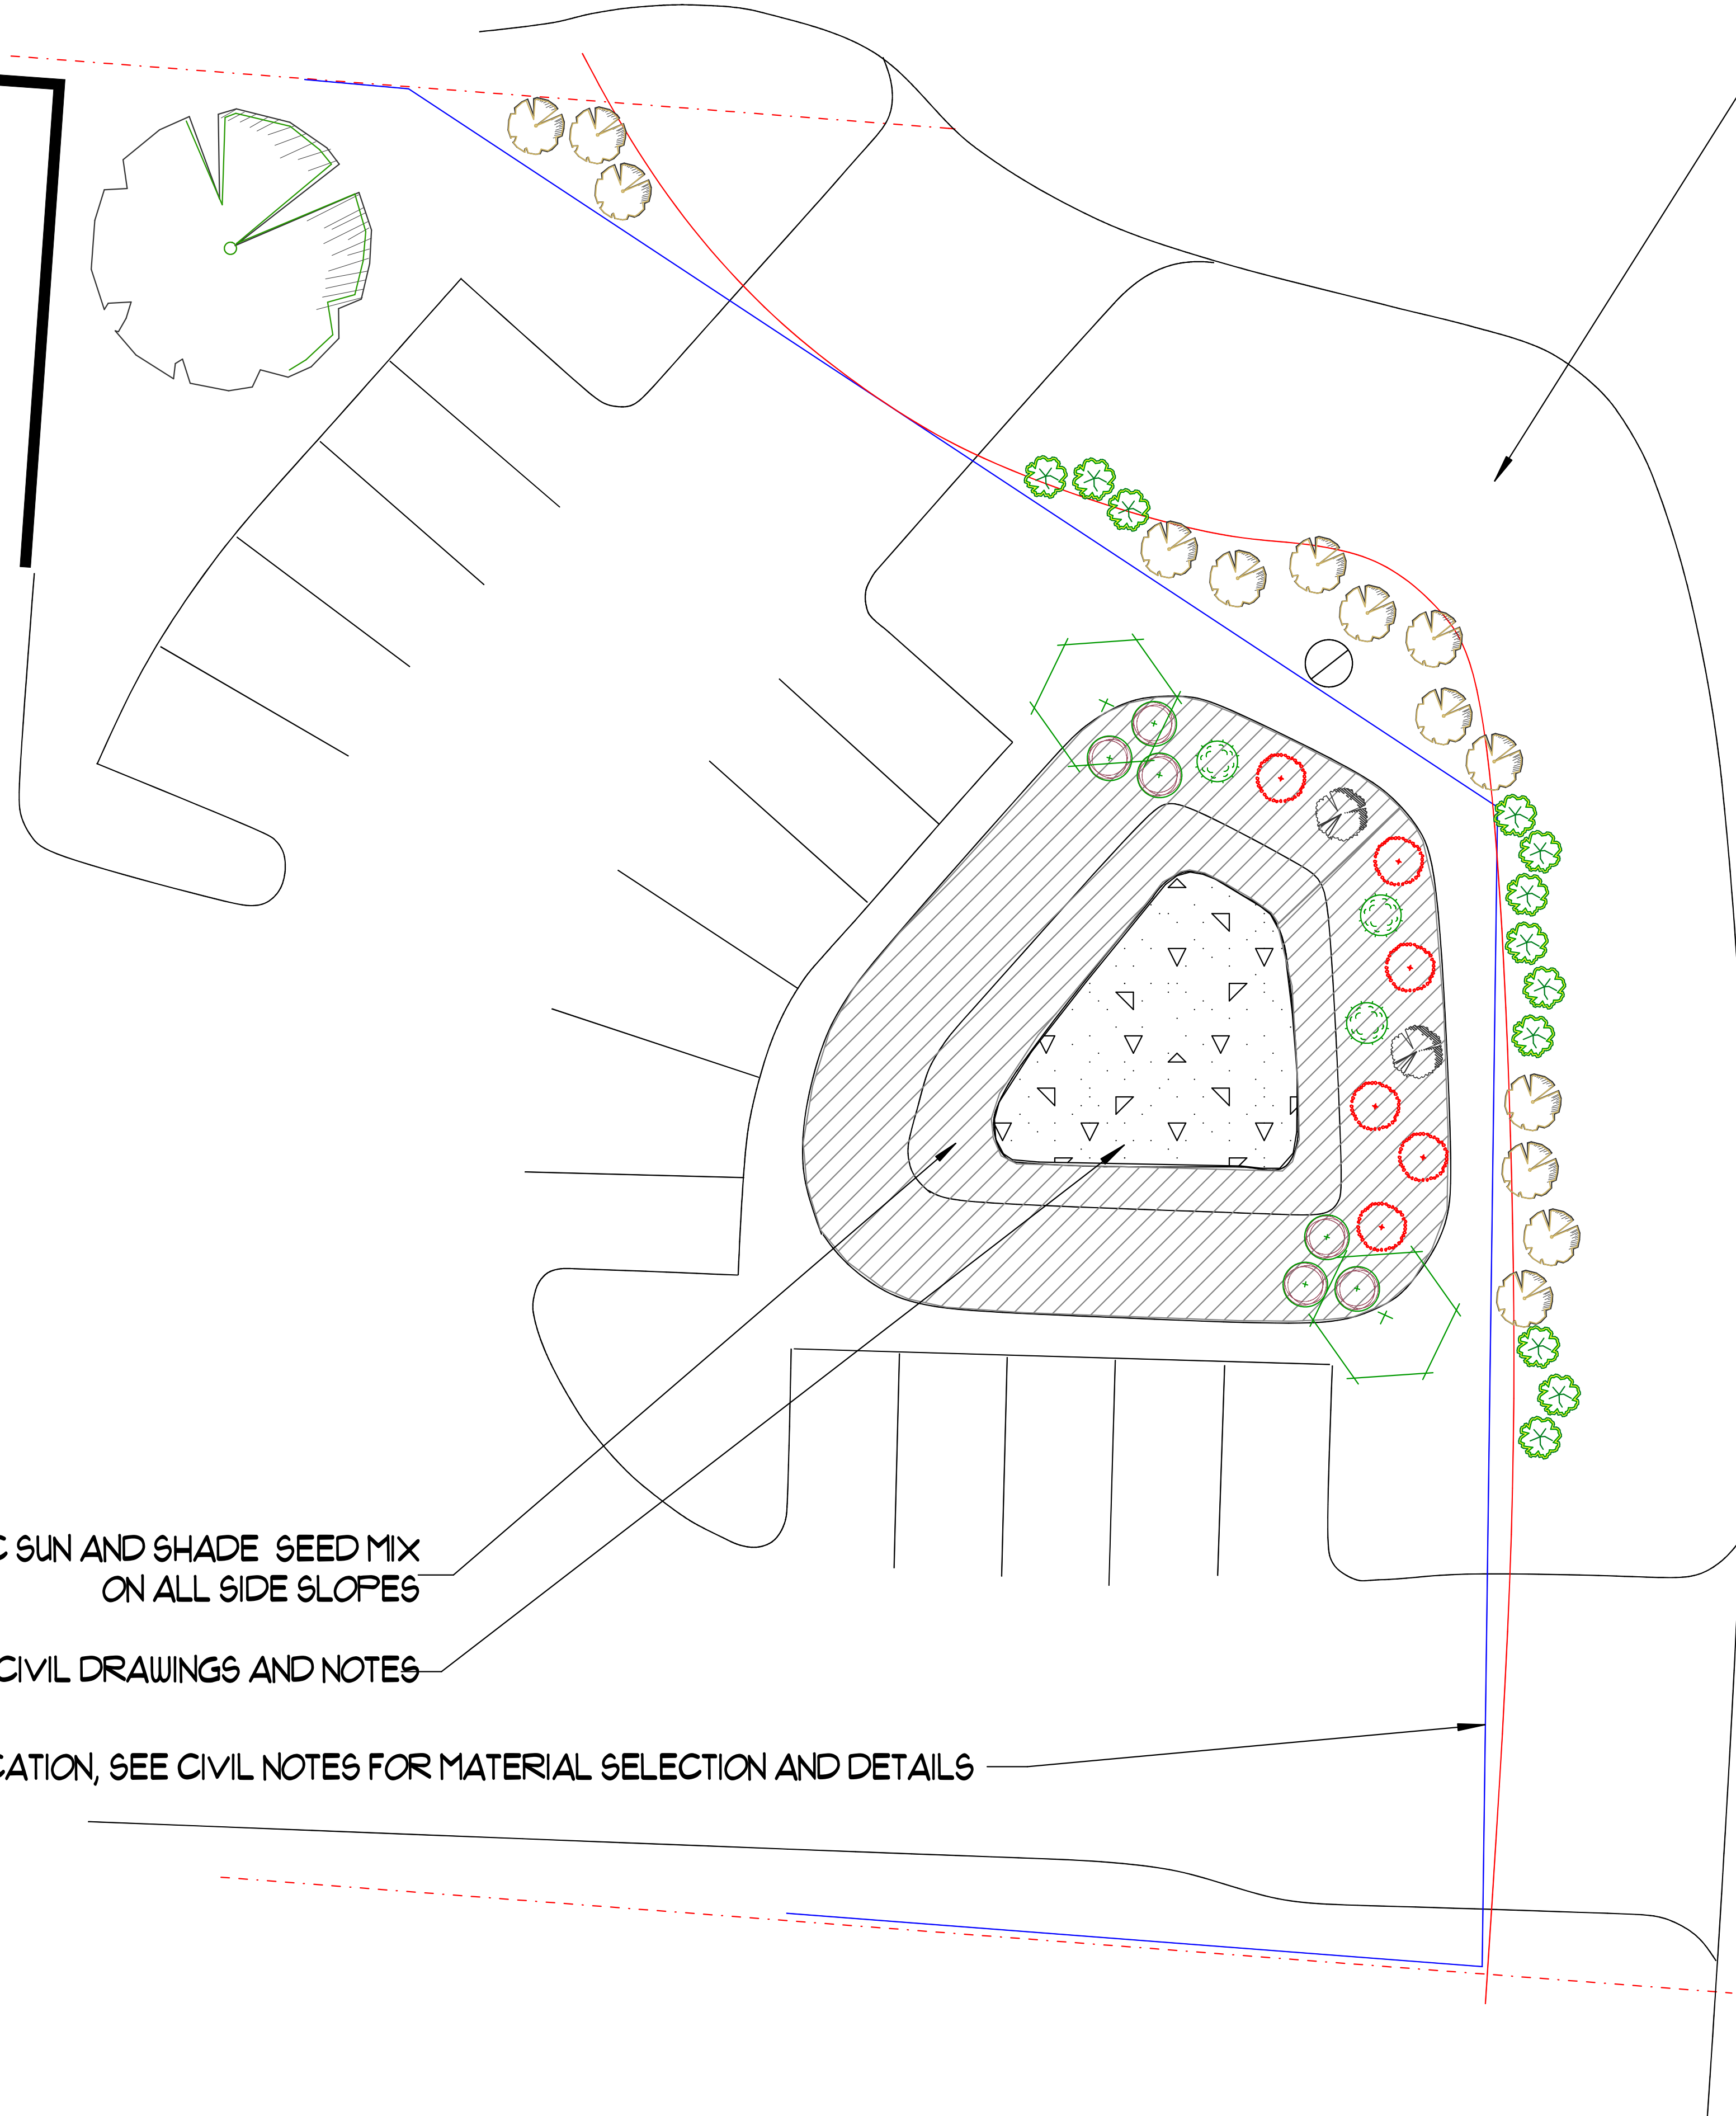 SUN AND SHADE SEED MIX
ON ALL SIDE SLOPES
CIVIL DRAWINGS AND NOTES
CATION, SEE CIVIL NOTES FOR MATERIAL SELECTION AND DETAILS